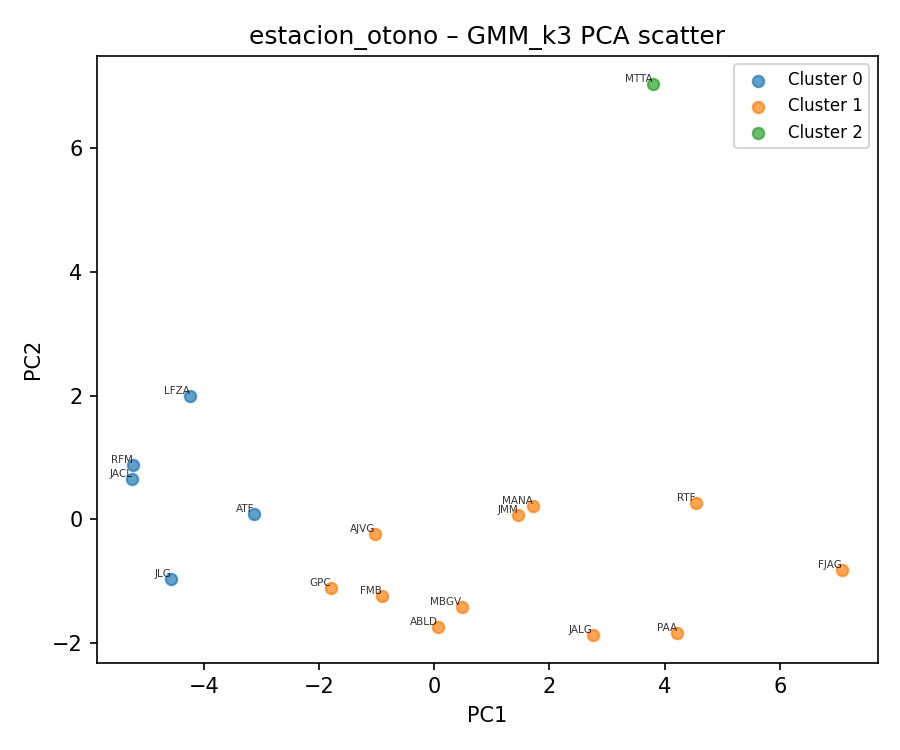 estacion_otono – GMM_k3 PCA scatter
MTTA
Cluster 0
Cluster 1
Cluster 2
6
4
PC2
2
LFZA
RFM
JACL
ATF
MANA
JMM
RTF
0
AJVG
JLG
GPC
FMB
MBGV
ABLD
JALG
PAA
FJAG
−2
−4
−2
0
2
4
6
PC1